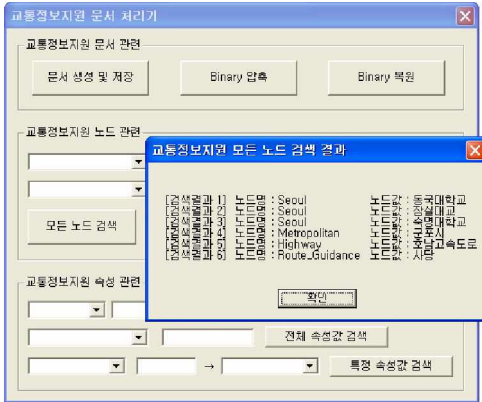 교통정보지원 문서 처리기
교통정보지원 문서 관련
문서 생성 및 저장
Binary 압축
Binary 복원
교통정보지원 노드 관련
교통정보지원 모든 노드 검색 결과
[검색결과 1] 노드명 : Seoul 노드값 : 동국대학교
[검색결과 2] 노드명 : Seoul 노드값 : 잠실대교
[검색결과 3] 노드명 : Seoul 노드값 : 숙명대학교
[검색결과 4] 노드명 : Metropolitan 노드값 : 군포시
[검색결과 5] 노드명 : Highway 노드값 : 호남고속도로
[검색결과 6] 노드명 : Route_Guidance 노드값 : 사당
모든 노드 검색
확인
교통정보지원 속성 관련
전체 속성값 검색
→
특정 속성값 검색